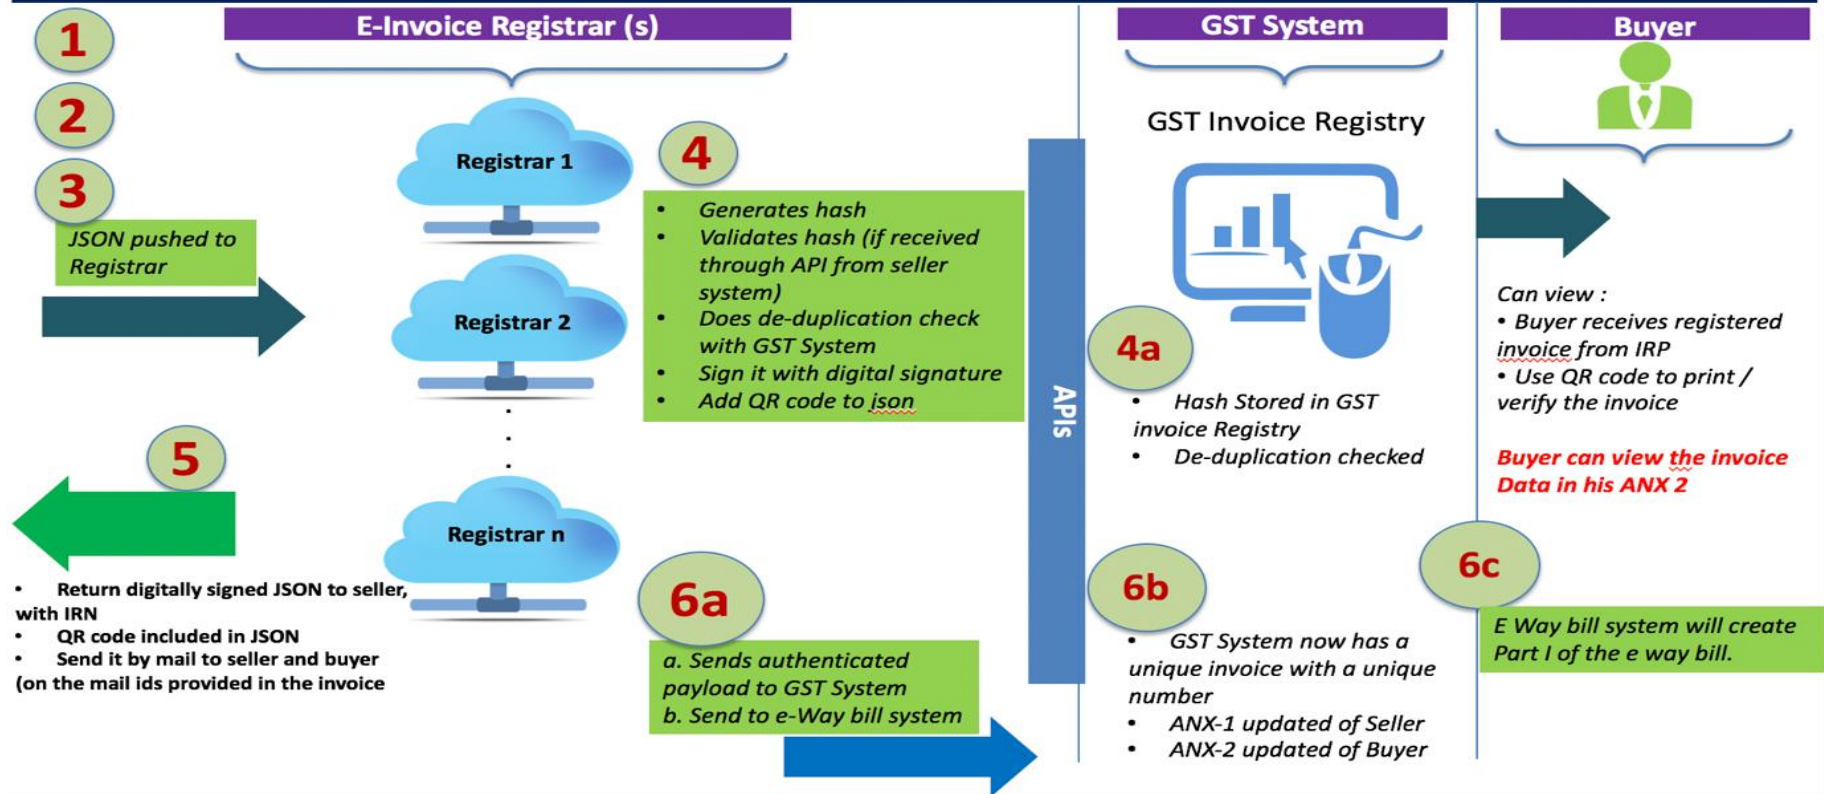 E-Invoice Registrar (s)
GST System
Buyer
1
2
3
JSON pushed to
Registrar
Registrar 1
Registrar 2
.
.
.
Registrar n
4
• Generates hash
• Validates hash (if received
through API from seller
system)
• Does de-duplication check
with GST System
• Sign it with digital signature
• Add QR code to json
5
• Return digitally signed JSON to seller,
with IRN
• QR code included in JSON
• Send it by mail to seller and buyer
(on the mail ids provided in the invoice
6a
a. Sends authenticated
payload to GST System
b. Send to e-Way bill system
APIs
GST Invoice Registry
4a
• Hash Stored in GST
invoice Registry
• De-duplication checked
6b
• GST System now has a
unique invoice with a unique
number
• ANX-1 updated of Seller
• ANX-2 updated of Buyer
Can view :
• Buyer receives registered
invoice from IRP
• Use QR code to print /
verify the invoice
Buyer can view the invoice
Data in his ANX 2
6c
E Way bill system will create
Part I of the e way bill.